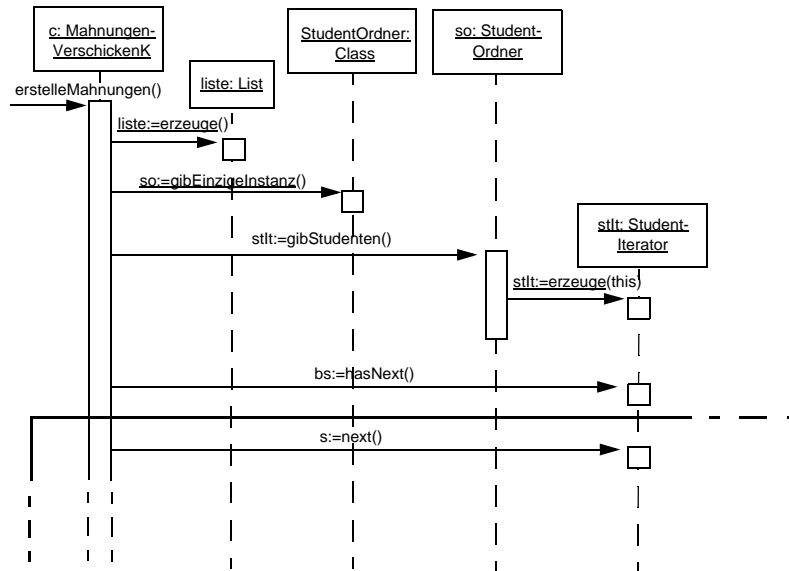 c: Mahnungen-
VerschickenK
StudentOrdner:
Class
so: Student-
Ordner
liste: List
erstelleMahnungen()
liste:=erzeuge()
so:=gibEinzigeInstanz()
stIt: Student-
Iterator
stIt:=gibStudenten()
stIt:=erzeuge(this)
bs:=hasNext()
s:=next()